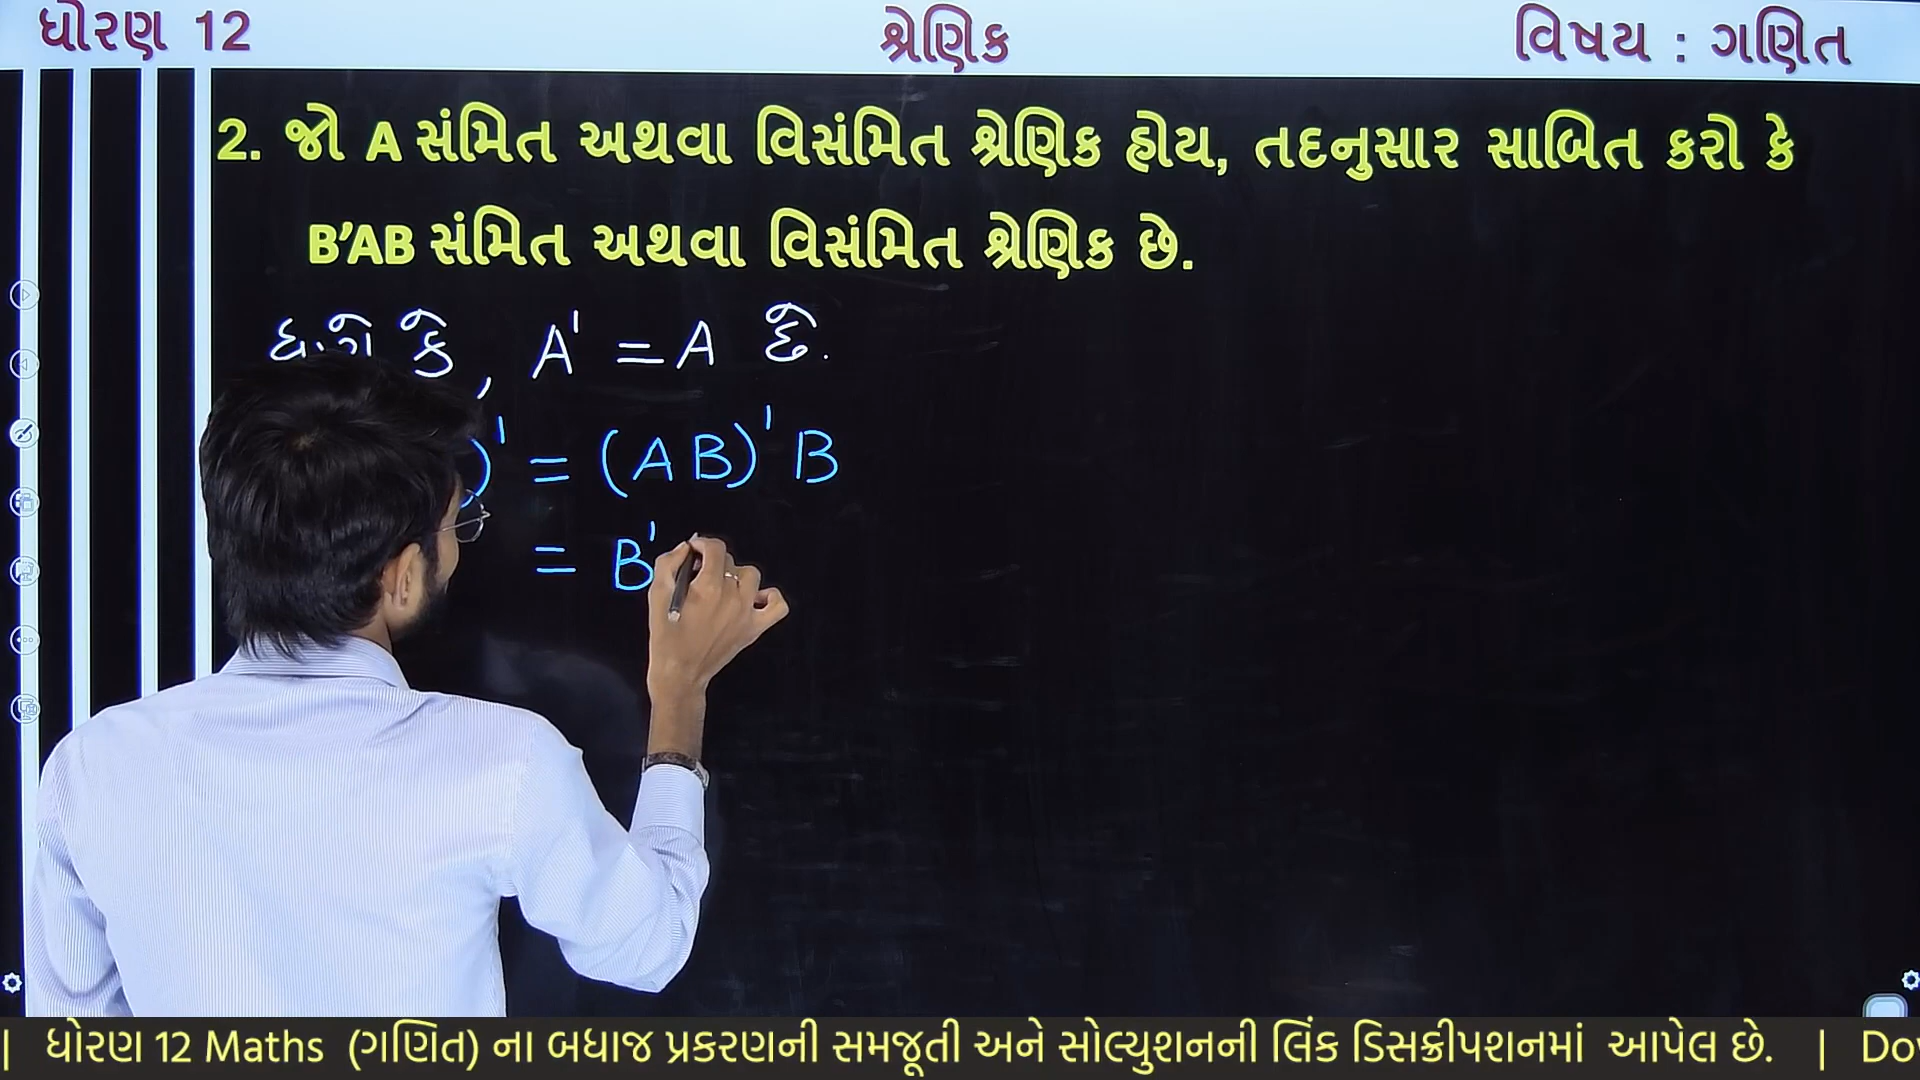 ધોરણ 12
શ્રેણિક
વિષય : ગણિત
2. જો A સંમિત અથવા વિસંમિત શ્રેણિક હોય, તદનુસાર સાબિત કરો કે
B’AB સંમિત અથવા વિસંમિત શ્રેણિક છે.
ધારો કે, A' = A છે.
)' = (AB)'B
= B'
| ધોરણ 12 Maths (ગણિત) ના બધાજ પ્રકરણની સમજૂતી અને સોલ્યુશનની લિંક ડિસક્રીપશનમાં આપેલ છે. |